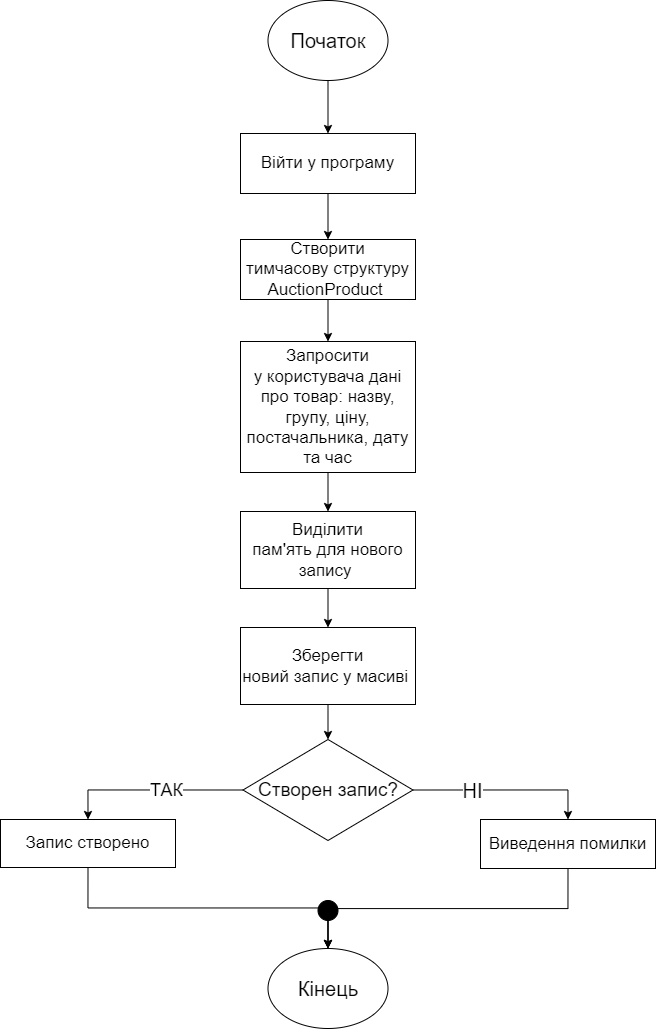 Початок
Війти у програму
Створити
тимчасову структуру
AuctionProduct
Запросити
у користувача дані
про товар: назву,
групу, ціну,
постачальника, дату
та час
Виділити
пам'ять для нового
запису
Зберегти
новий запис у масиві
Створен запис?
ТАК
НІ
Запис створено
Виведення помилки
Кінець